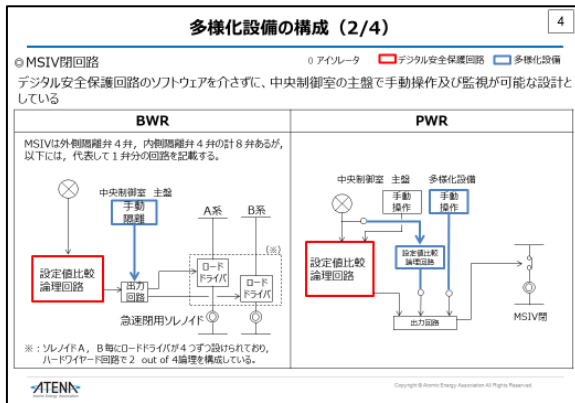 多様化設備の構成（2/4）
4
◎MSIV閉回路
0 アイソレータ
デジタル安全保護回路
多様化設備
デジタル安全保護回路のソフトウェアを介さずに、中央制御室の主盤で手動操作及び監視が可能な設計と
している
BWR
PWR
MSIVは外側隔離弁４弁，内側隔離弁４弁の計８弁あるが，
以下には，代表して１弁分の回路を記載する。
中央制御室 主盤
手動
隔離
A系
B系
（※）
設定値比較
論理回路
出力
回路
ロード
ドライバ
ロード
ドライバ
急速閉用ソレノイド
※：ソレノイドＡ，Ｂ毎にロードドライバが４つずつ設けられており，
ハードワイヤード回路で２ out of 4論理を構成している。
中央制御室 主盤
多様化設備
手動
操作
手動
操作
設定値比較
論理回路
設定値比較
論理回路
出力回路
MSIV閉
ATENA
Atomic Energy Association
Copyright © Atomic Energy Association All Rights Reserved.